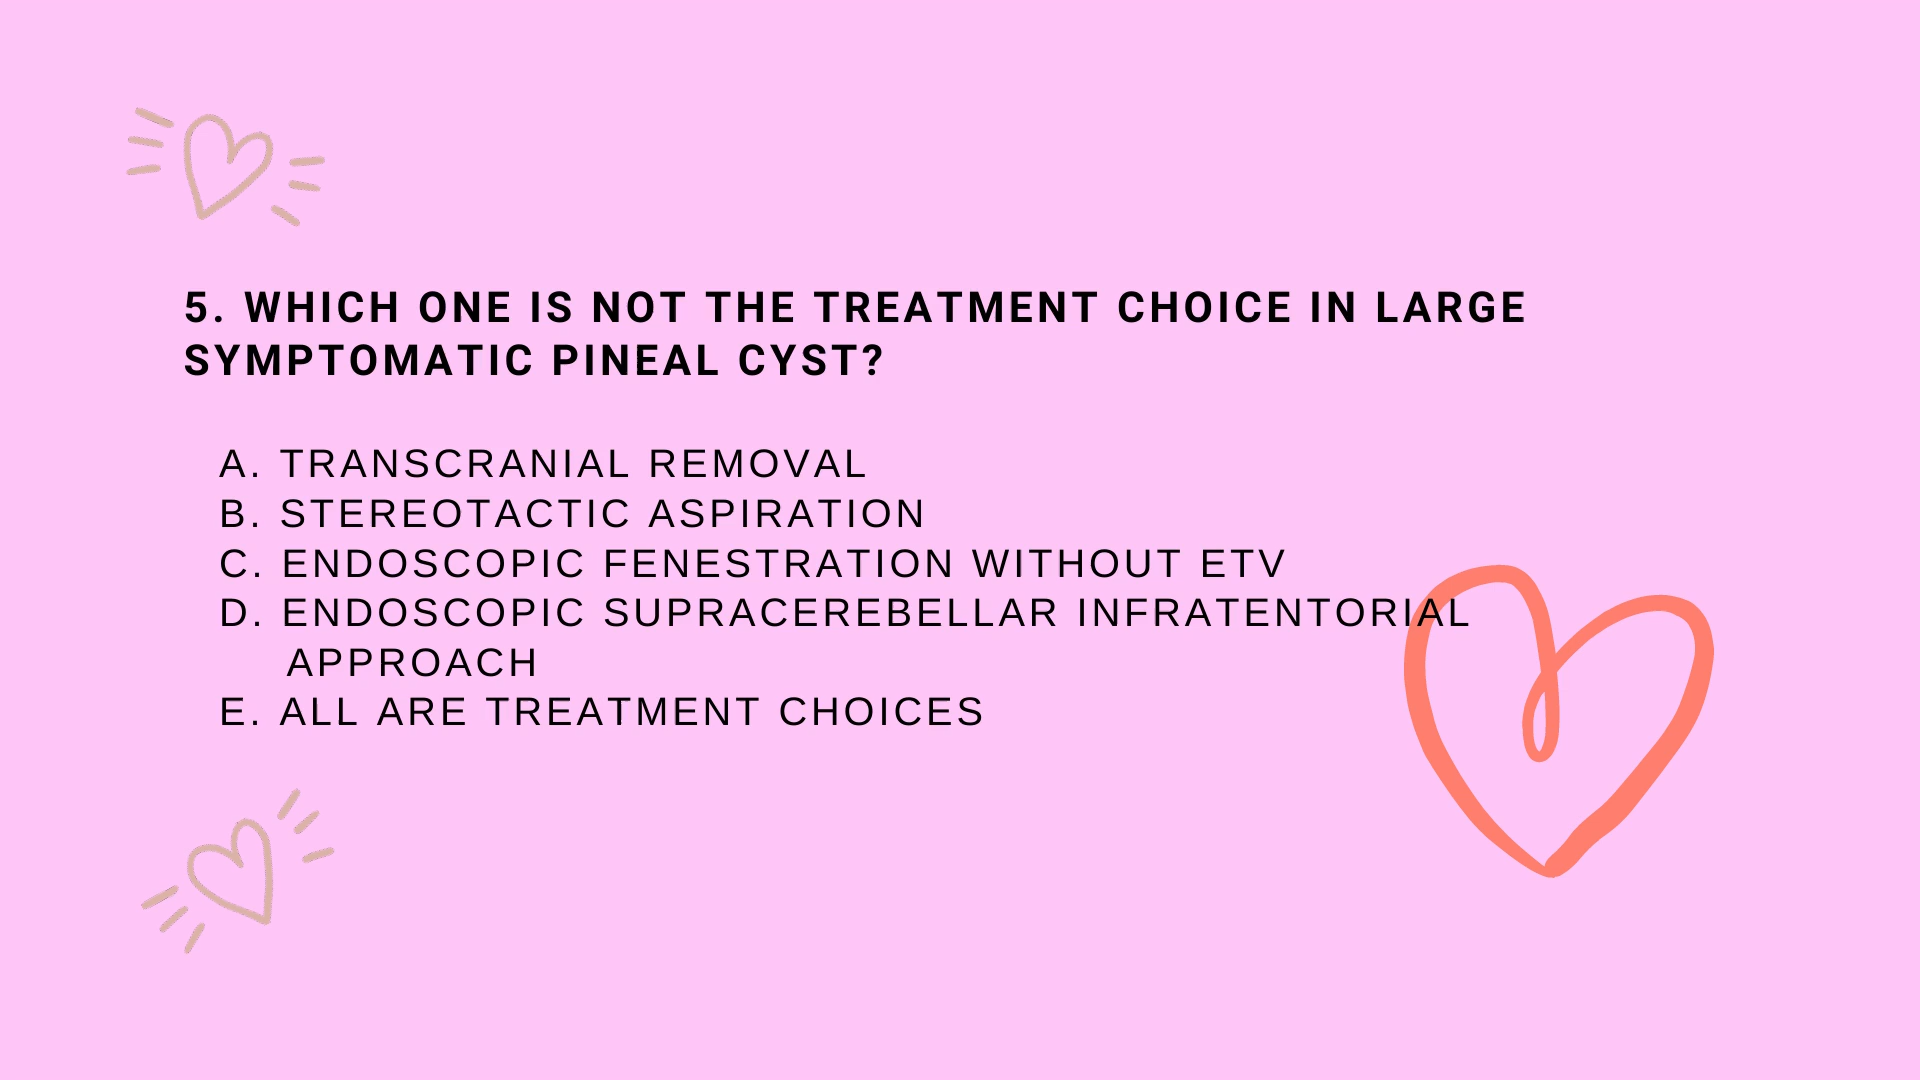 5. WHICH ONE IS NOT THE TREATMENT CHOICE IN LARGE
SYMPTOMATIC PINEAL CYST?
A. TRANSCRANIAL REMOVAL
B. STEREOTACTIC ASPIRATION
C. ENDOSCOPIC FENESTRATION WITHOUT ETV
D. ENDOSCOPIC SUPRACEREBELLAR INFRATENTORIAL
APPROACH
E. ALL ARE TREATMENT CHOICES